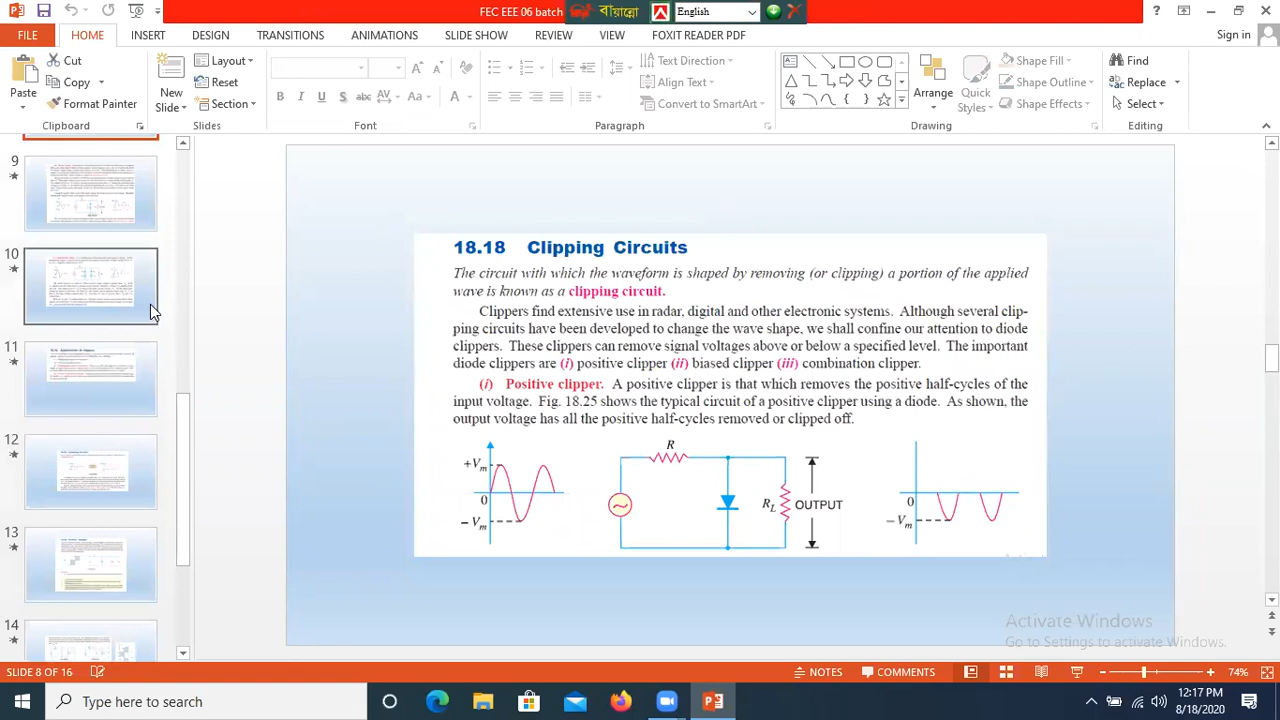 FEC EEE 06 batch
বায়ান্নো
English
FILE
HOME
INSERT
DESIGN
TRANSITIONS
ANIMATIONS
SLIDE SHOW
REVIEW
VIEW
FOXIT READER PDF
Sign in
Paste
Cut
Copy
Format Painter
Clipboard
New
Slide
Layout
Reset
Section
Slides
Font
Text Direction
Align Text
Convert to SmartArt
Paragraph
Arrange
Quick
Styles
Shape Fill
Shape Outline
Shape Effects
Drawing
Find
Replace
Select
Editing
9
10
11
12
13
14
18.18 Clipping Circuits
The circuit with which the waveform is shaped by removing (or clipping) a portion of the applied
wave is known as a clipping circuit.
Clippers find extensive use in radar, digital and other electronic systems. Although several clip-
ping circuits have been developed to change the wave shape, we shall confine our attention to diode
clippers. These clippers can remove signal voltages above or below a specified level. The important
diode clippers are (i) positive clipper (ii) biased clipper (iii) combination clipper.
(i) Positive clipper. A positive clipper is that which removes the positive half-cycles of the
input voltage. Fig. 18.25 shows the typical circuit of a positive clipper using a diode. As shown, the
output voltage has all the positive half-cycles removed or clipped off.
+Vm
0
– Vm
R
RL
OUTPUT
0
– Vm
Activate Windows
Go to Settings to activate Windows.
SLIDE 8 OF 16
NOTES
COMMENTS
74%
Type here to search
12:17 PM
8/18/2020